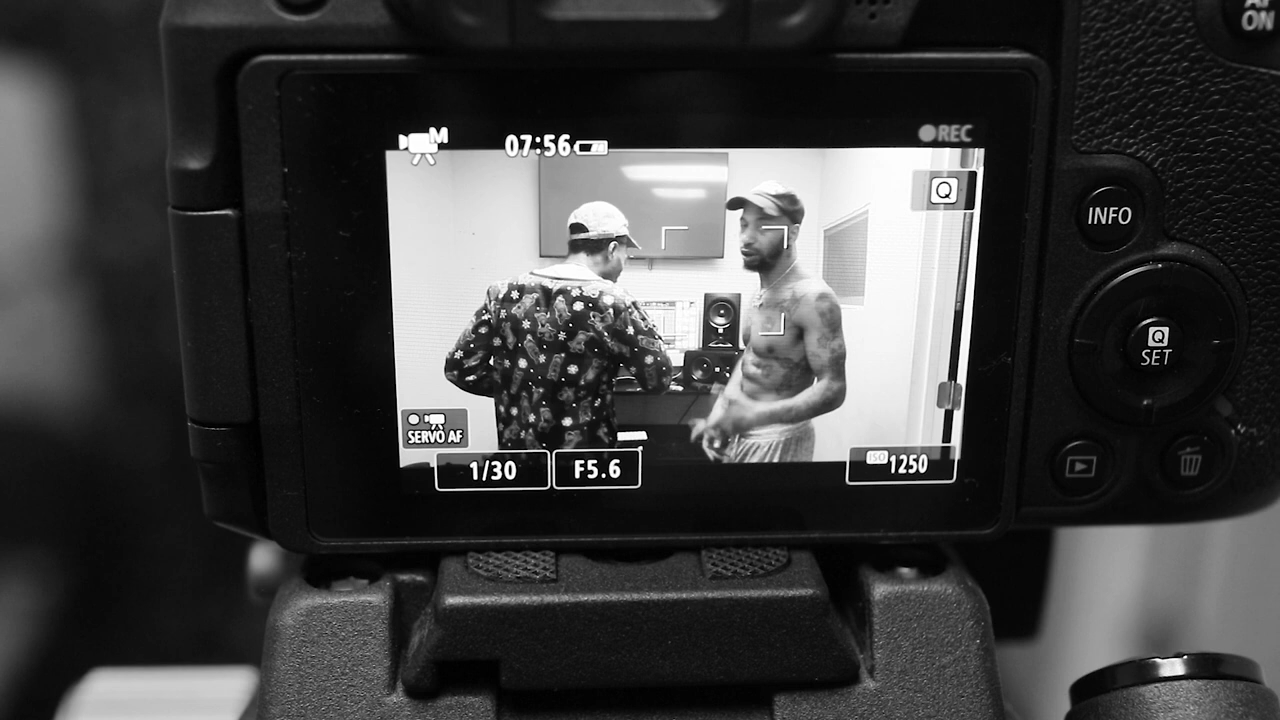 AF
ON
M
07:56
REC
Q
INFO
Q
SET
SERVO AF
1/30
F5.6
ISO 1250